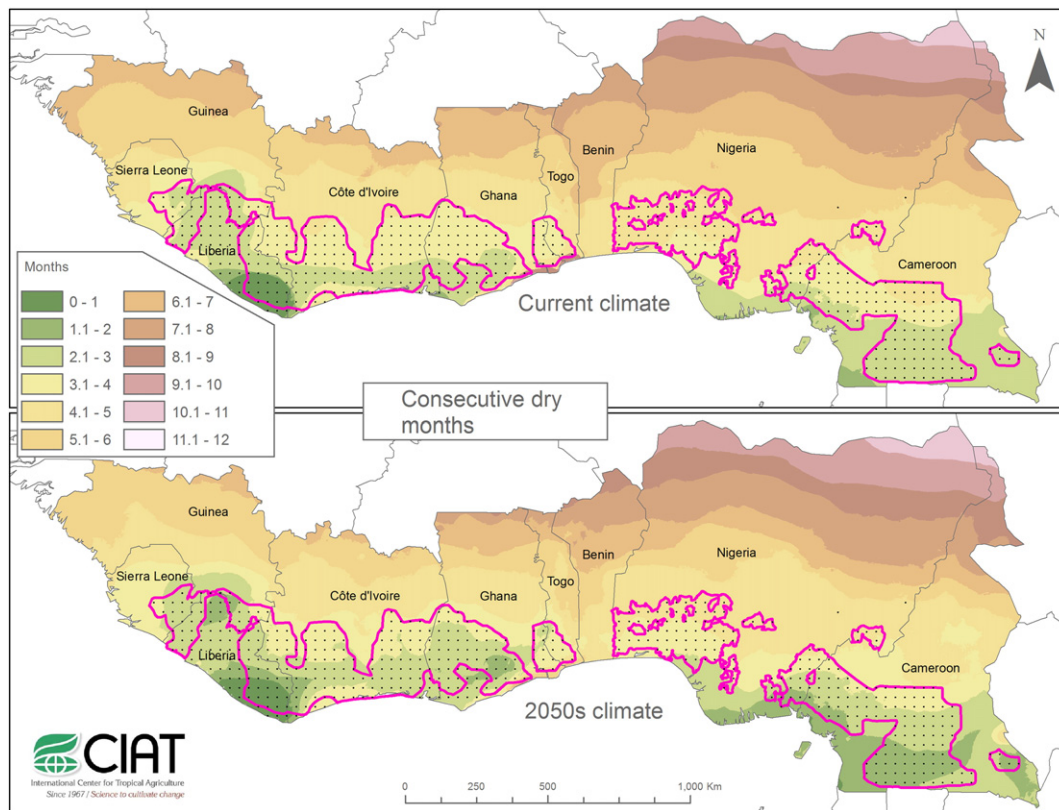 N
Guinea
Sierra Leone
Liberia
Côte d'Ivoire
Ghana
Togo
Benin
Nigeria
Cameroon
Current climate
Months
0 - 1
1.1 - 2
2.1 - 3
3.1 - 4
4.1 - 5
5.1 - 6
6.1 - 7
7.1 - 8
8.1 - 9
9.1 - 10
10.1 - 11
11.1 - 12
Consecutive dry
months
Guinea
Sierra Leone
Liberia
Côte d'Ivoire
Ghana
Togo
Benin
Nigeria
Cameroon
2050s climate
CIAT
International Center for Tropical Agriculture
Since 1967 / Science to cultivate change
0 250 500 1,000 Km